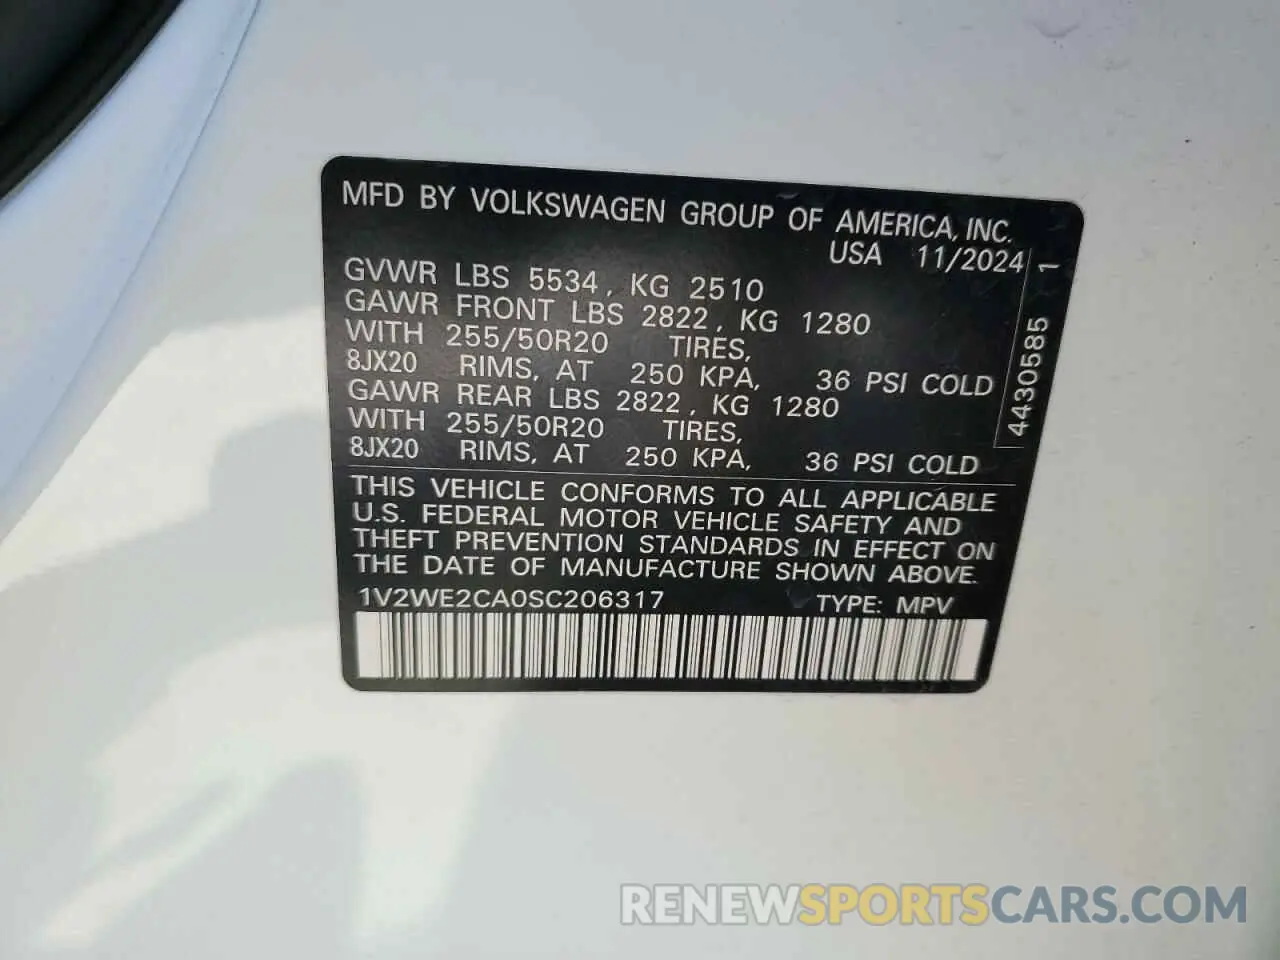 MFD BY VOLKSWAGEN GROUP OF AMERICA, INC.
USA 11/2024
GVWR LBS 5534, KG 2510
GAWR FRONT LBS 2822, KG 1280
WITH 255/50R20 TIRES,
8JX20 RIMS, AT 250 KPA, 36 PSI COLD
GAWR REAR LBS 2822, KG 1280
WITH 255/50R20 TIRES,
8JX20 RIMS, AT 250 KPA, 36 PSI COLD
4430585 1
THIS VEHICLE CONFORMS TO ALL APPLICABLE
U.S. FEDERAL MOTOR VEHICLE SAFETY AND
THEFT PREVENTION STANDARDS IN EFFECT ON
THE DATE OF MANUFACTURE SHOWN ABOVE.
1V2WE2CA0SC206317 TYPE: MPV
RENEWSPORTSCARS.COM